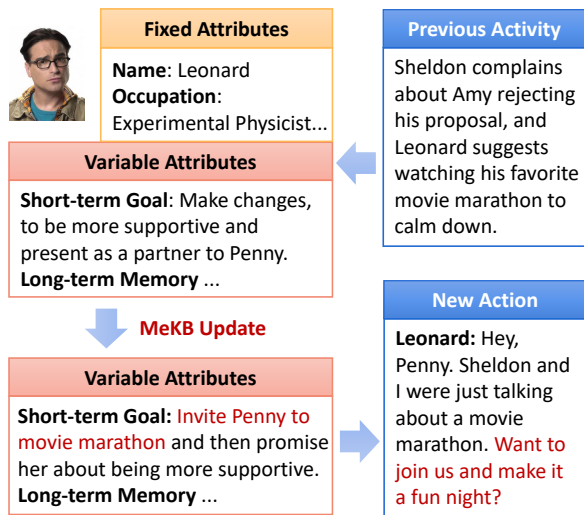 Fixed Attributes
Name: Leonard
Occupation:
Experimental Physicist...
Previous Activity
Sheldon complains
about Amy rejecting
his proposal, and
Leonard suggests
watching his favorite
movie marathon to
calm down.
Variable Attributes
Short-term Goal: Make changes,
to be more supportive and
present as a partner to Penny.
Long-term Memory ...
MeKB Update
Variable Attributes
Short-term Goal: Invite Penny to
movie marathon and then promise
her about being more supportive.
Long-term Memory ...
New Action
Leonard: Hey,
Penny. Sheldon and
I were just talking
about a movie
marathon. Want to
join us and make it
a fun night?